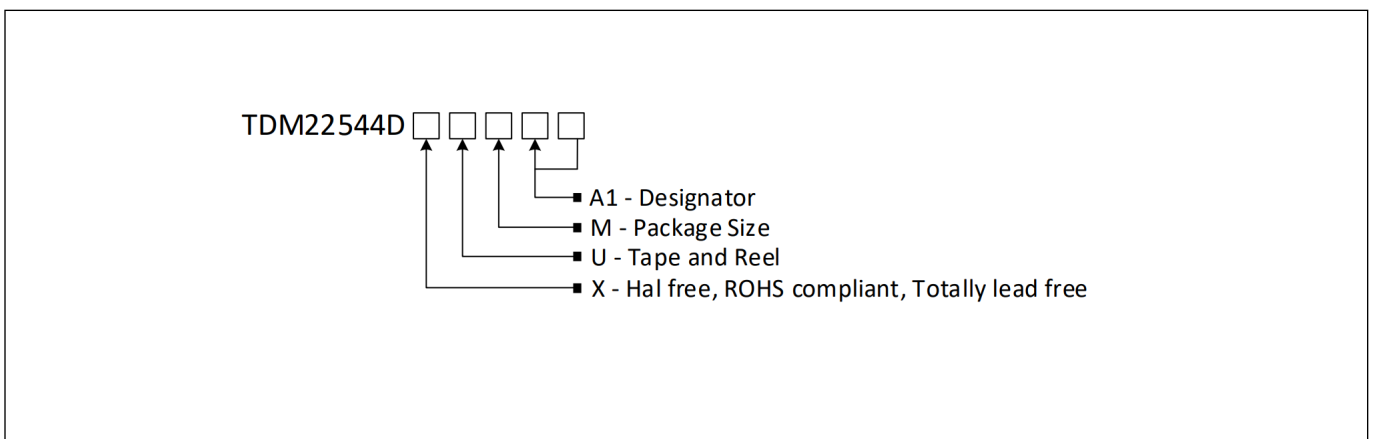 TDM22544D
A1 - Designator
M - Package Size
U - Tape and Reel
X - Hal free, ROHS compliant, Totally lead free